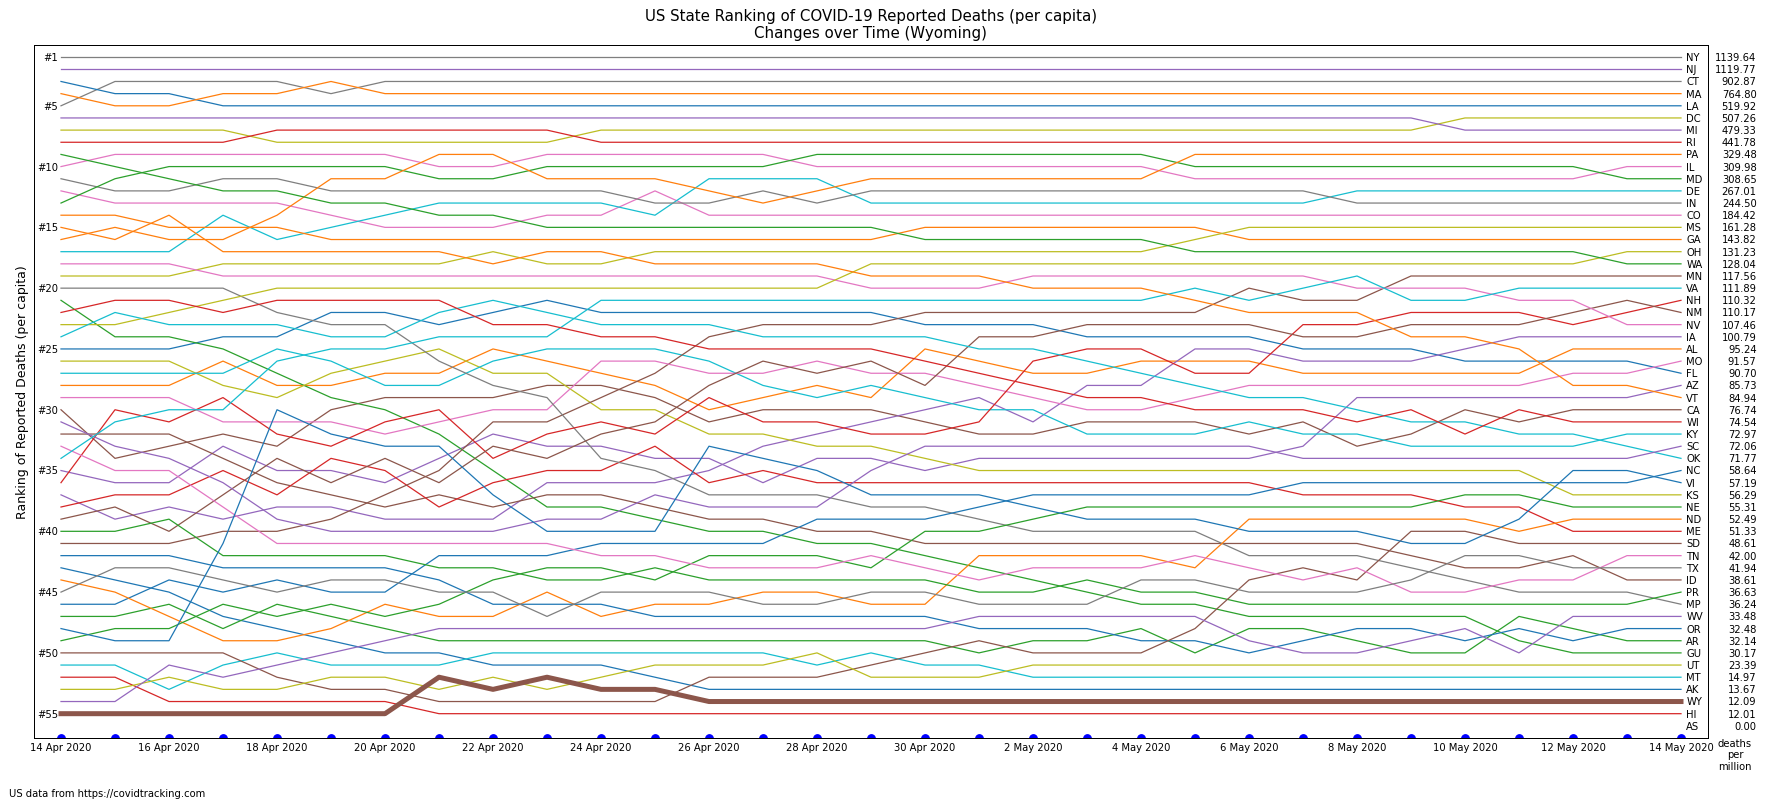 US State Ranking of COVID-19 Reported Deaths (per capita)
Changes over Time (Wyoming)
Ranking of Reported Deaths (per capita)
#1
#5
#10
#15
#20
#25
#30
#35
#40
#45
#50
#55
NY 1139.64
NJ 1119.77
CT 902.87
MA 764.80
LA 519.92
DC 507.26
MI 479.33
RI 441.78
PA 329.48
IL 309.98
MD 308.65
DE 267.01
IN 244.50
CO 184.42
MS 161.28
GA 143.82
OH 131.23
WA 128.04
MN 117.56
VA 111.89
NH 110.32
NM 110.17
NV 107.46
IA 100.79
AL 95.24
MO 91.57
FL 90.70
AZ 85.73
VT 84.94
CA 76.74
WI 74.54
KY 72.97
SC 72.06
OK 71.77
NC 58.64
VI 57.19
KS 56.29
NE 55.31
ND 52.49
ME 51.33
SD 48.61
TN 42.00
TX 41.94
ID 38.61
PR 36.63
MP 36.24
WV 33.48
OR 32.48
AR 32.14
GU 30.17
UT 23.39
MT 14.97
AK 13.67
WY 12.09
HI 12.01
AS 0.00
14 Apr 2020 16 Apr 2020 18 Apr 2020 20 Apr 2020 22 Apr 2020 24 Apr 2020 26 Apr 2020 28 Apr 2020 30 Apr 2020 2 May 2020 4 May 2020 6 May 2020 8 May 2020 10 May 2020 12 May 2020 14 May 2020
deaths
per
million
US data from https://covidtracking.com